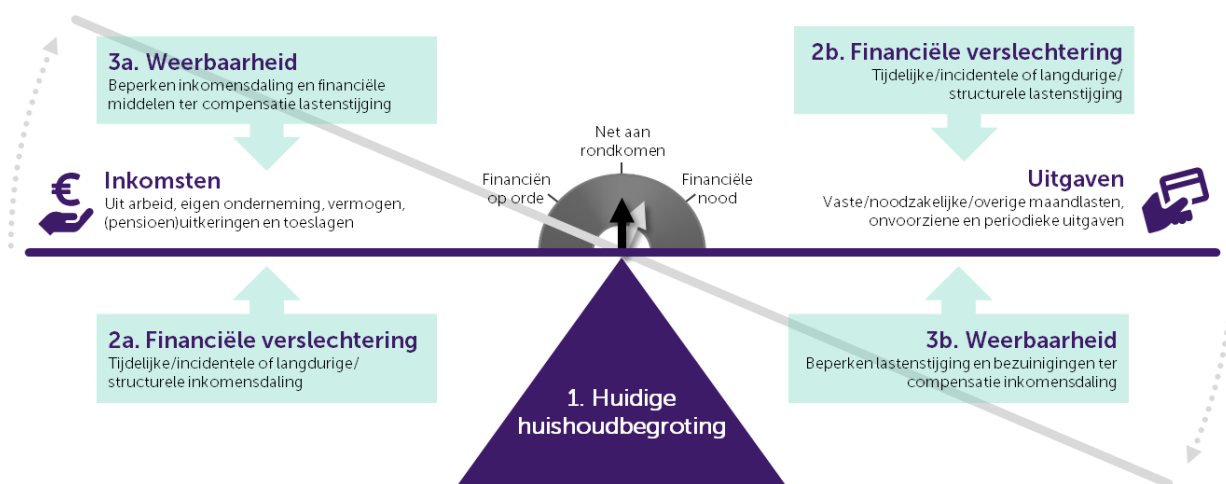 3a. Weerbaarheid
Beperken inkomensdaling en financiële
middelen ter compensatie lastenstijging
2b. Financiële verslechtering
Tijdelijke/incidentele of langdurige/
structurele lastenstijging
Net aan
rondkomen
Financiën
op orde
Financiële
nood
€
Inkomsten
Uit arbeid, eigen onderneming, vermogen,
(pensioen)uitkeringen en toeslagen
Uitgaven
Vaste/noodzakelijke/overige maandlasten,
onvoorziene en periodieke uitgaven
2a. Financiële verslechtering
Tijdelijke/incidentele of langdurige/
structurele inkomensdaling
3b. Weerbaarheid
Beperken lastenstijging en bezuinigingen ter
compensatie inkomensdaling
1. Huidige
huishoudbegroting